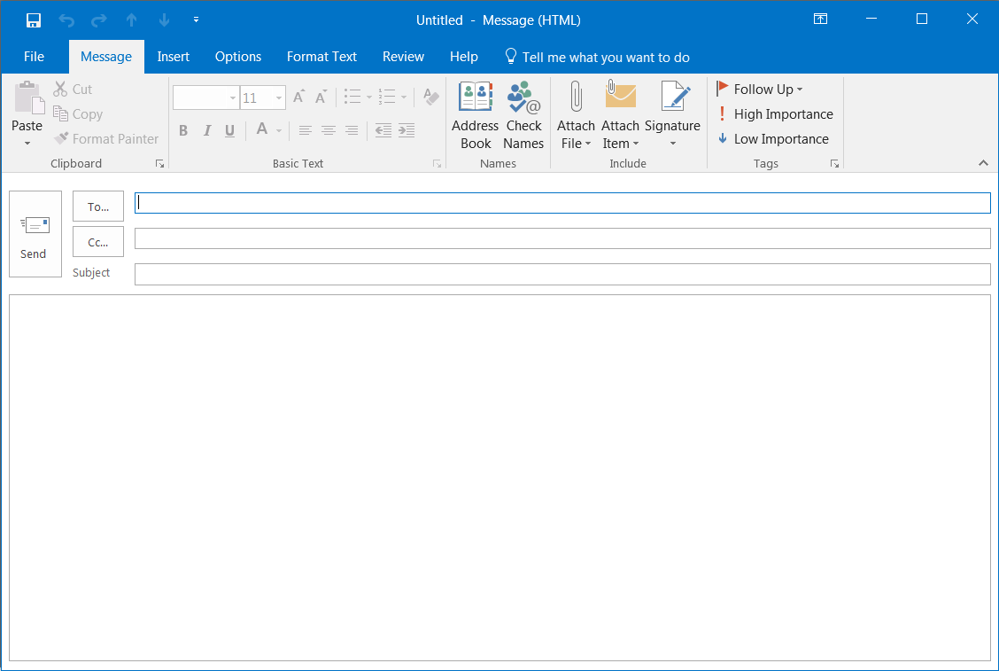 Untitled - Message (HTML)
File Message Insert Options Format Text Review Help Tell me what you want to do
Paste
Cut
Copy
Format Painter
Clipboard
11
B I U A
Basic Text
Address Book
Check Names
Names
Attach File
Attach Item
Signature
Include
Follow Up
High Importance
Low Importance
Tags
Send
To...
Cc...
Subject